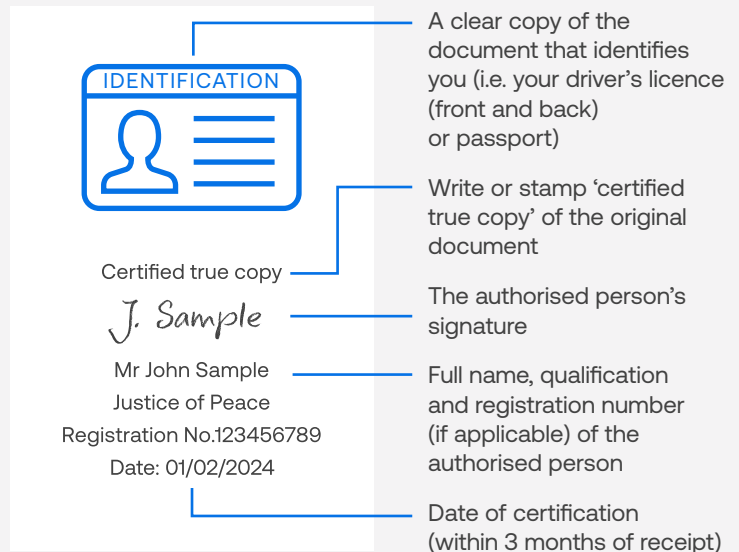 IDENTIFICATION
Certified true copy
J. Sample
Mr John Sample
Justice of Peace
Registration No.123456789
Date: 01/02/2024
A clear copy of the
document that identifies
you (i.e. your driver’s licence
(front and back)
or passport)
Write or stamp ‘certified
true copy’ of the original
document
The authorised person’s
signature
Full name, qualification
and registration number
(if applicable) of the
authorised person
Date of certification
(within 3 months of receipt)